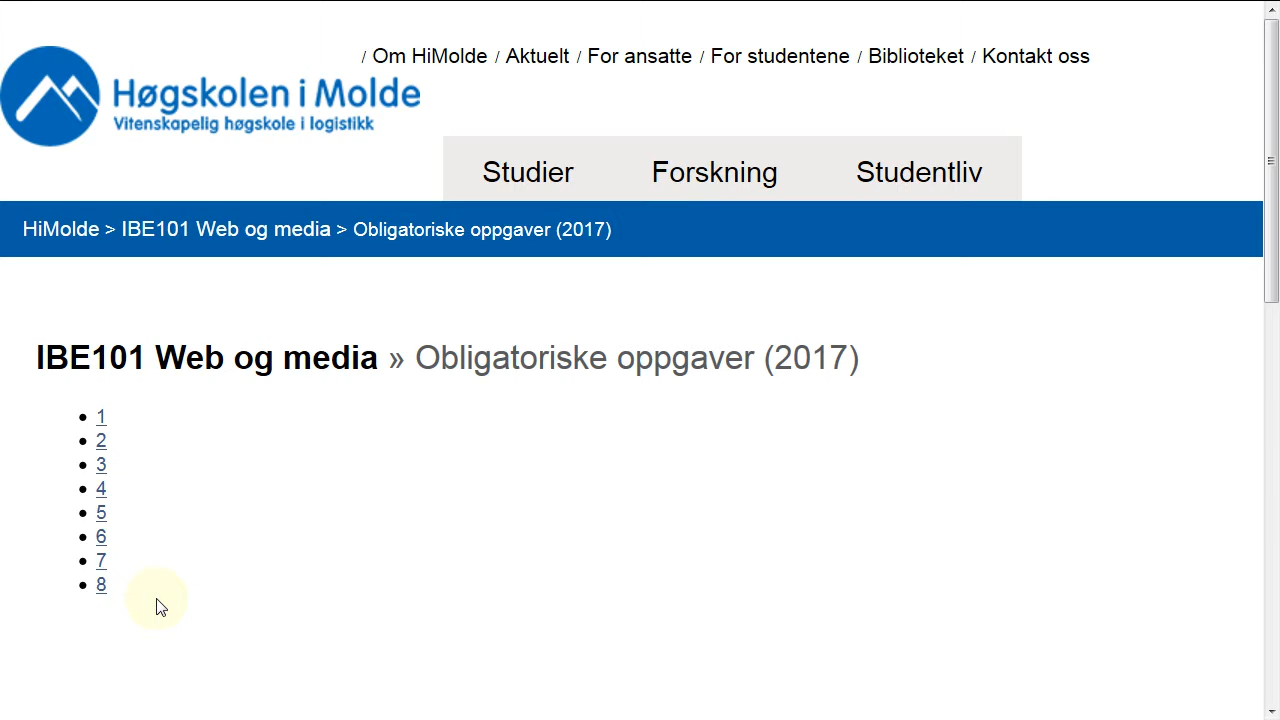 / Om HiMolde / Aktuelt / For ansatte / For studentene / Biblioteket / Kontakt oss
Høgskolen i Molde
Vitenskapelig høgskole i logistikk
Studier Forskning Studentliv
HiMolde > IBE101 Web og media > Obligatoriske oppgaver (2017)
IBE101 Web og media » Obligatoriske oppgaver (2017)
• 1
• 2
• 3
• 4
• 5
• 6
• 7
• 8